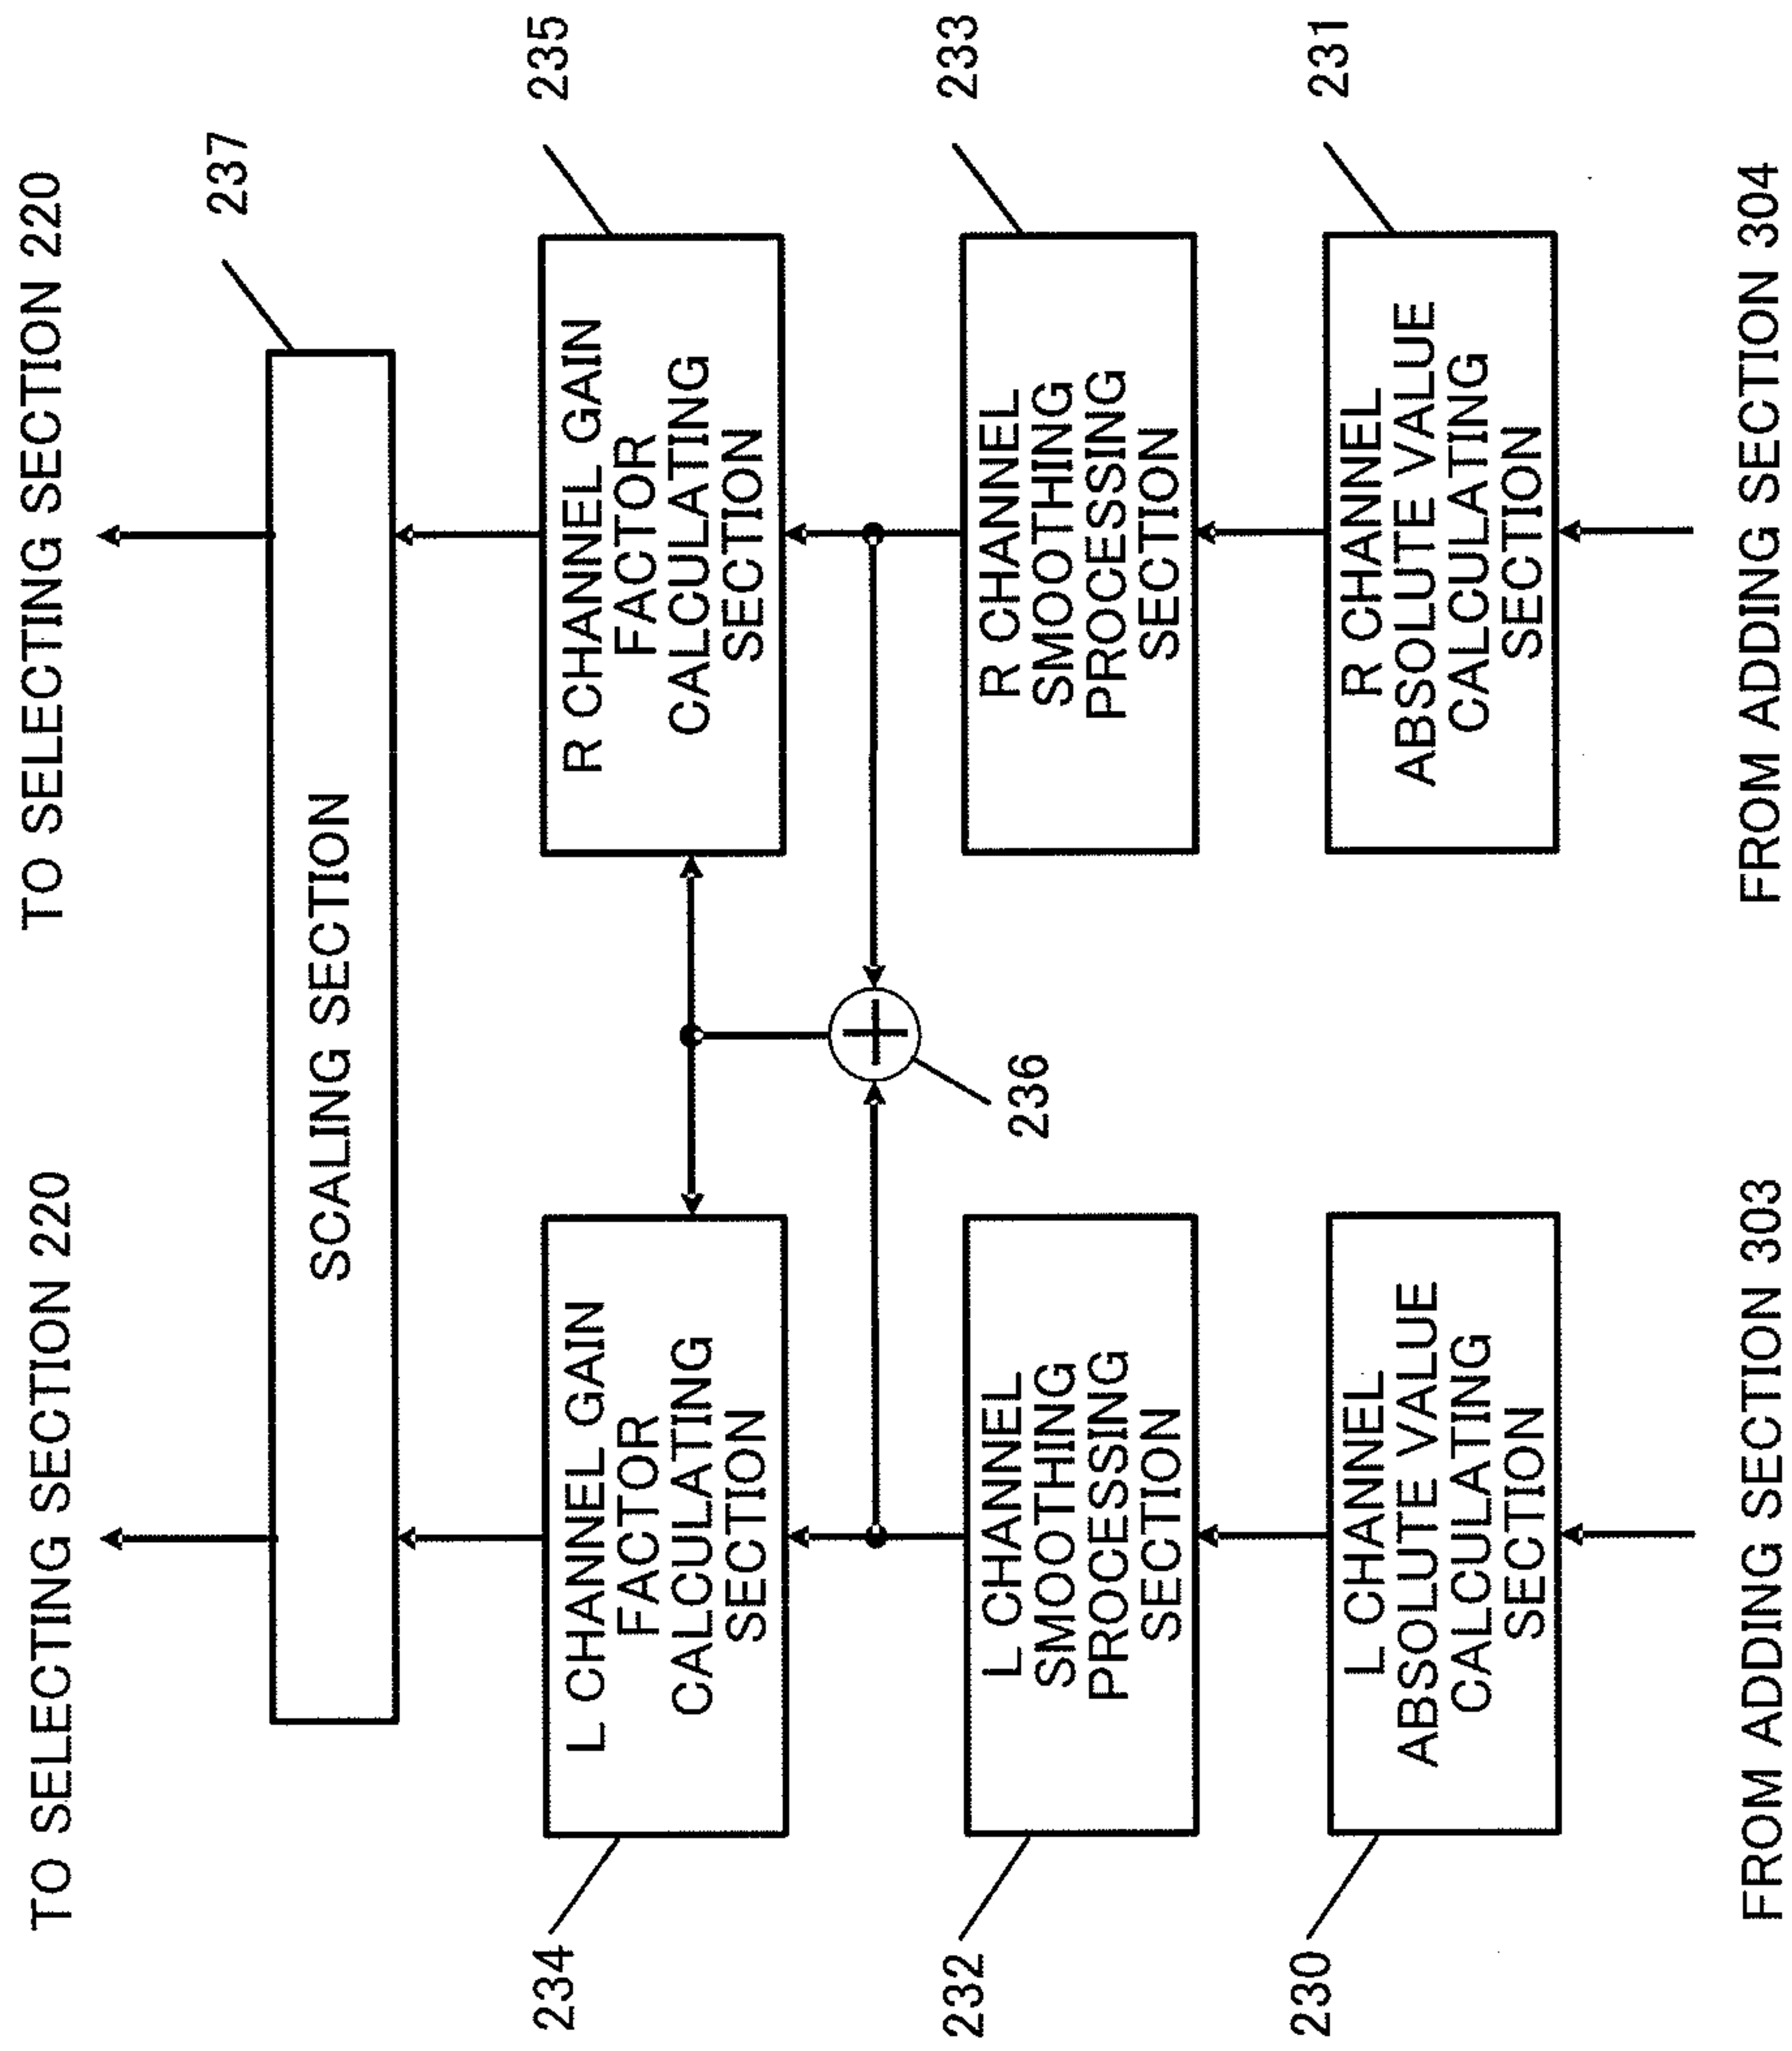 TO SELECTING SECTION 220
TO SELECTING SECTION 220
237
SCALING SECTION
234
L CHANNEL GAIN
FACTOR
CALCULATING
SECTION
235
R CHANNEL GAIN
FACTOR
CALCULATING
SECTION
236
232
L CHANNEL
SMOOTHING
PROCESSING
SECTION
233
R CHANNEL
SMOOTHING
PROCESSING
SECTION
230
L CHANNEL
ABSOLUTE VALUE
CALCULATING
SECTION
231
R CHANNEL
ABSOLUTE VALUE
CALCULATING
SECTION
FROM ADDING SECTION 303
FROM ADDING SECTION 304